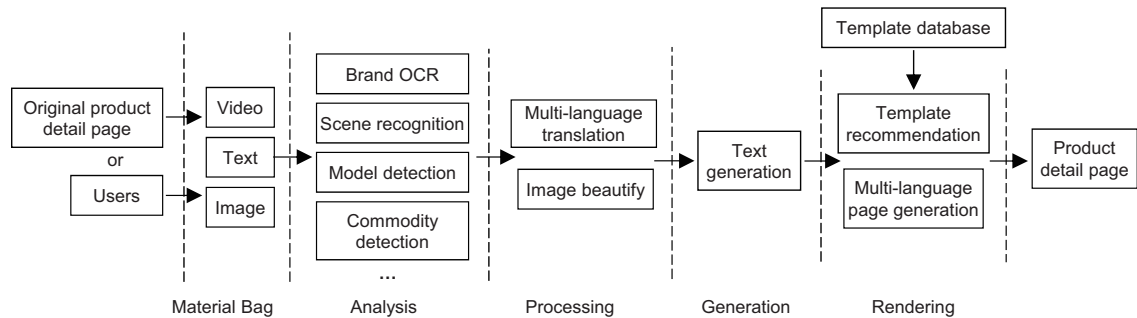 Template database
Original product
detail page
or
Users
Video
Text
Image
Brand OCR
Scene recognition
Model detection
Commodity
detection
...
Multi-language
translation
Image beautify
Text
generation
Template
recommendation
Multi-language
page generation
Product
detail page
Material Bag
Analysis
Processing
Generation
Rendering